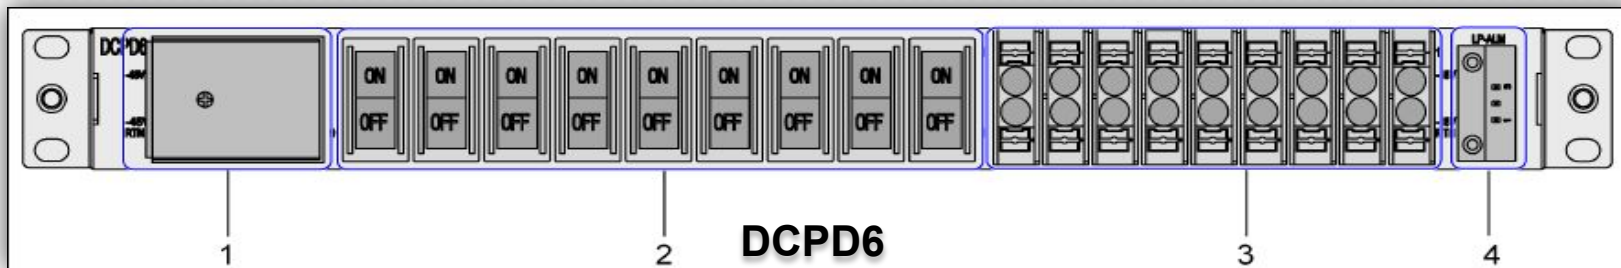 DCPD6
LP-ALM
-48V
ON ON ON ON ON ON ON ON ON
-48V
OFF OFF OFF OFF OFF OFF OFF OFF OFF
RTN
1 2 DCPD6 3 4